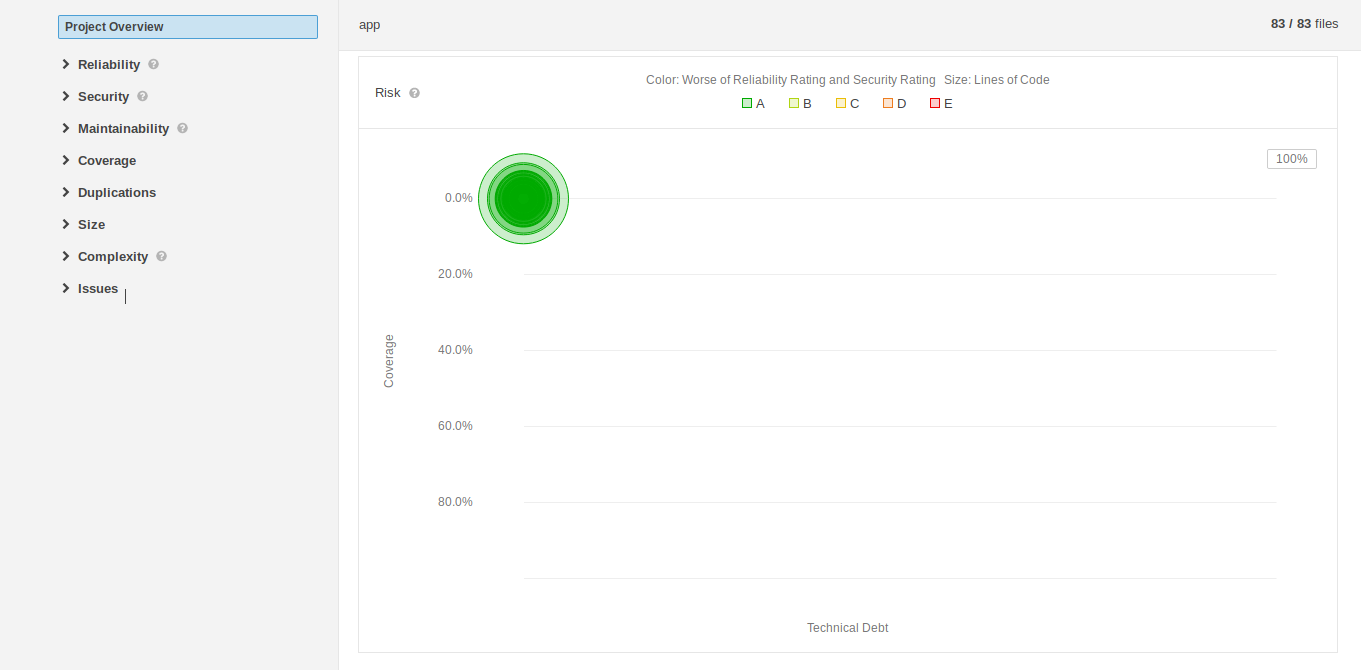 Project Overview
Reliability ?
Security ?
Maintainability ?
Coverage
Duplications
Size
Complexity ?
Issues
app
83 / 83 files
Risk ?
Color: Worse of Reliability Rating and Security Rating Size: Lines of Code
A B C D E
100%
0.0%
20.0%
40.0%
60.0%
80.0%
Coverage
Technical Debt